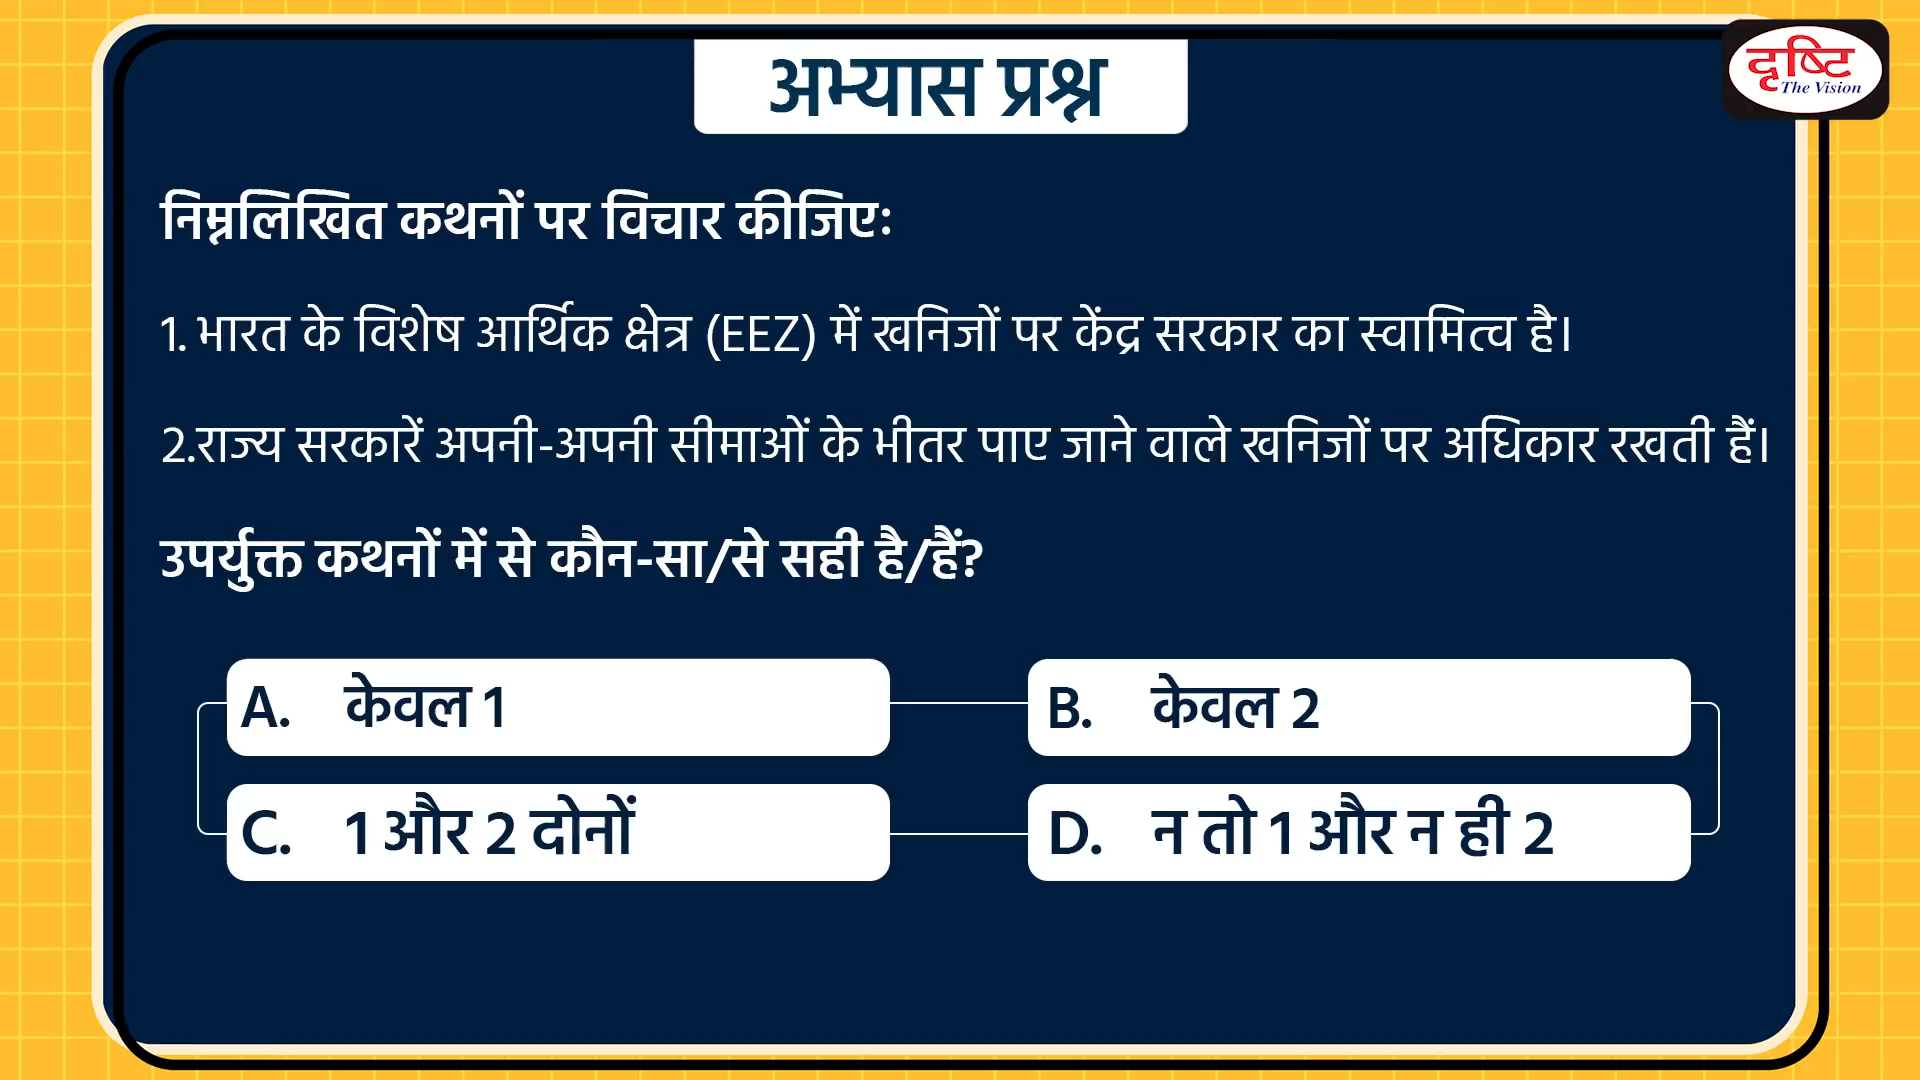 अभ्यास प्रश्न
दृष्टि
The Vision
निम्नलिखित कथनों पर विचार कीजिएः
1. भारत के विशेष आर्थिक क्षेत्र (EEZ) में खनिजों पर केंद्र सरकार का स्वामित्व है।
2.राज्य सरकारें अपनी-अपनी सीमाओं के भीतर पाए जाने वाले खनिजों पर अधिकार रखती हैं।
उपर्युक्त कथनों में से कौन-सा/से सही है/हैं?
A. केवल 1
B. केवल 2
C. 1 और 2 दोनों
D. न तो 1 और न ही 2